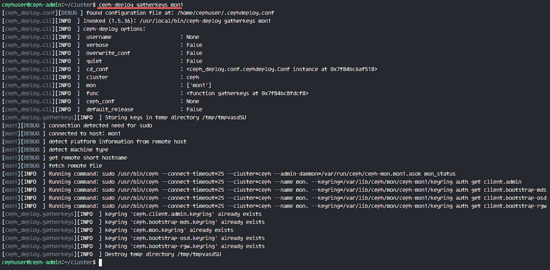 cephuser@ceph-admin:~/cluster$ ceph-deploy gatherkeys mon1
[ceph_deploy.conf][DEBUG ] found configuration file at: /home/cephuser/.cephdeploy.conf
[ceph_deploy.cli][INFO  ] Invoked (1.5.36): /usr/local/bin/ceph-deploy gatherkeys mon1
[ceph_deploy.cli][INFO  ] ceph-deploy options:
[ceph_deploy.cli][INFO  ]  username                      : None
[ceph_deploy.cli][INFO  ]  verbose                       : False
[ceph_deploy.cli][INFO  ]  overwrite_conf                : False
[ceph_deploy.cli][INFO  ]  quiet                         : False
[ceph_deploy.cli][INFO  ]  cd_conf                       : <ceph_deploy.conf.cephdeploy.Conf instance at
[ceph_deploy.cli][INFO  ]  cluster                       : ceph
[ceph_deploy.cli][INFO  ]  mon                           : ['mon1']
[ceph_deploy.cli][INFO  ]  func                          : <function gatherkeys at
[ceph_deploy.cli][INFO  ]  ceph_conf                     : None
[ceph_deploy.cli][INFO  ]  default_release               : False
[ceph_deploy.gatherkeys][INFO  ] Storing keys in temp directory /tmp/tmpvasdSU
[mon1][DEBUG ] connection detected need for sudo
[mon1][DEBUG ] connected to host: mon1
[mon1][DEBUG ] detect platform information from remote host
[mon1][DEBUG ] detect machine type
[mon1][DEBUG ] get remote short hostname
[mon1][DEBUG ] fetch remote file
[mon1][INFO  ] Running command: sudo /usr/bin/ceph --connect-timeout=25 --cluster=ceph --admin-daemon=/var/run/ceph/ceph-mon.mon1.asok mon_status
[mon1][INFO  ] Running command: sudo /usr/bin/ceph --connect-timeout=25 --cluster=ceph --name mon. --keyring=/var/lib/ceph/mon/ceph-mon1/keyring auth get client.admin
[mon1][INFO  ] Running command: sudo /usr/bin/ceph --connect-timeout=25 --cluster=ceph --name mon. --keyring=/var/lib/ceph/mon/ceph-mon1/keyring auth get client.bootstrap-mds
[mon1][INFO  ] Running command: sudo /usr/bin/ceph --connect-timeout=25 --cluster=ceph --name mon. --keyring=/var/lib/ceph/mon/ceph-mon1/keyring auth get client.bootstrap-osd
[mon1][INFO  ] Running command: sudo /usr/bin/ceph --connect-timeout=25 --cluster=ceph --name mon. --keyring=/var/lib/ceph/mon/ceph-mon1/keyring auth get client.bootstrap-rgw
[ceph_deploy.gatherkeys][INFO  ] keyring 'ceph.client.admin.keyring' already exists
[ceph_deploy.gatherkeys][INFO  ] keyring 'ceph.bootstrap-mds.keyring' already exists
[ceph_deploy.gatherkeys][INFO  ] keyring 'ceph.mon.keyring' already exists
[ceph_deploy.gatherkeys][INFO  ] keyring 'ceph.bootstrap-osd.keyring' already exists
[ceph_deploy.gatherkeys][INFO  ] keyring 'ceph.bootstrap-rgw.keyring' already exists
[ceph_deploy.gatherkeys][INFO  ] Destroy temp directory /tmp/tmpvasdSU
cephuser@ceph-admin:~/cluster$